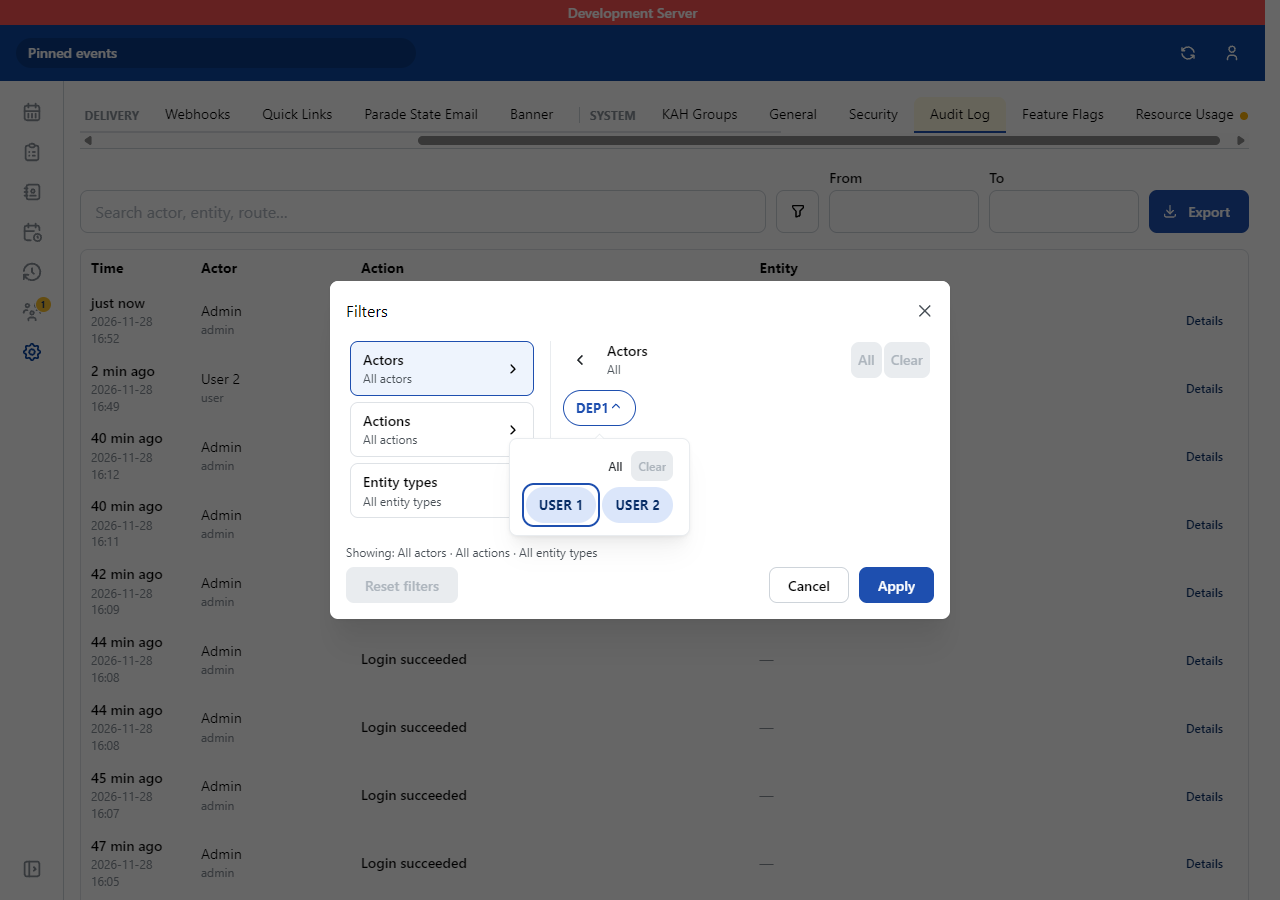 Development Server
Pinned events
DELIVERY Webhooks Quick Links Parade State Email Banner SYSTEM KAH Groups General Security Audit Log Feature Flags Resource Usage
From To
Search actor, entity, route...
Export
Time Actor Action Entity
just now
2026-11-28
16:52
Admin
admin
Details
2 min ago
2026-11-28
16:49
User 2
user
Details
40 min ago
2026-11-28
16:12
Admin
admin
Details
40 min ago
2026-11-28
16:11
Admin
admin
Details
42 min ago
2026-11-28
16:09
Admin
admin
Details
44 min ago
2026-11-28
16:08
Admin
admin
Login succeeded
—
Details
44 min ago
2026-11-28
16:08
Admin
admin
Login succeeded
—
Details
45 min ago
2026-11-28
16:07
Admin
admin
Login succeeded
—
Details
47 min ago
2026-11-28
16:05
Admin
admin
Login succeeded
—
Details
1
Filters
Actors
All actors
Actions
All actions
Entity types
All entity types
Actors
All
All Clear
DEP1
All Clear
USER 1 USER 2
Showing: All actors · All actions · All entity types
Reset filters Cancel Apply